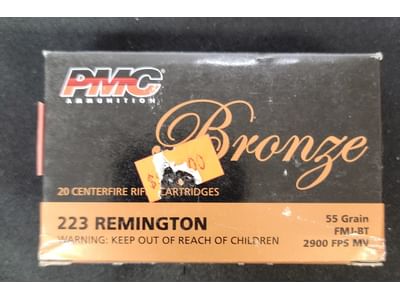 PMC
AMMUNITION
Bronze
20 CENTERFIRE CARTRIDGES
223 REMINGTON
WARNING: KEEP OUT OF REACH OF CHILDREN
55 Grain
FMJ-BT
2900 FPS MV